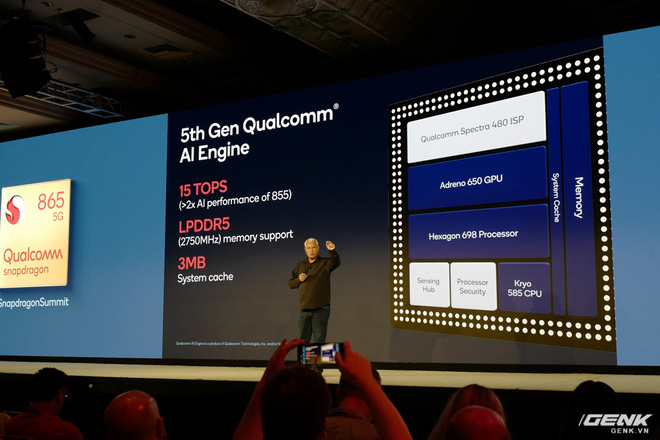 865
5G
Qualcomm
snapdragon
SnapdragonSummit
5th Gen Qualcomm®
AI Engine
15 TOPS
(>2x AI performance of 855)
LPDDR5
(2750MHz) memory support
3MB
System cache
Qualcomm AI Engine is a product of Qualcomm Technologies, Inc. and/or
Qualcomm Spectra 480 ISP
Adreno 650 GPU
Hexagon 698 Processor
Sensing
Hub
Processor
Security
Kryo
585 CPU
System Cache
Memory
GENK
GENK.VN